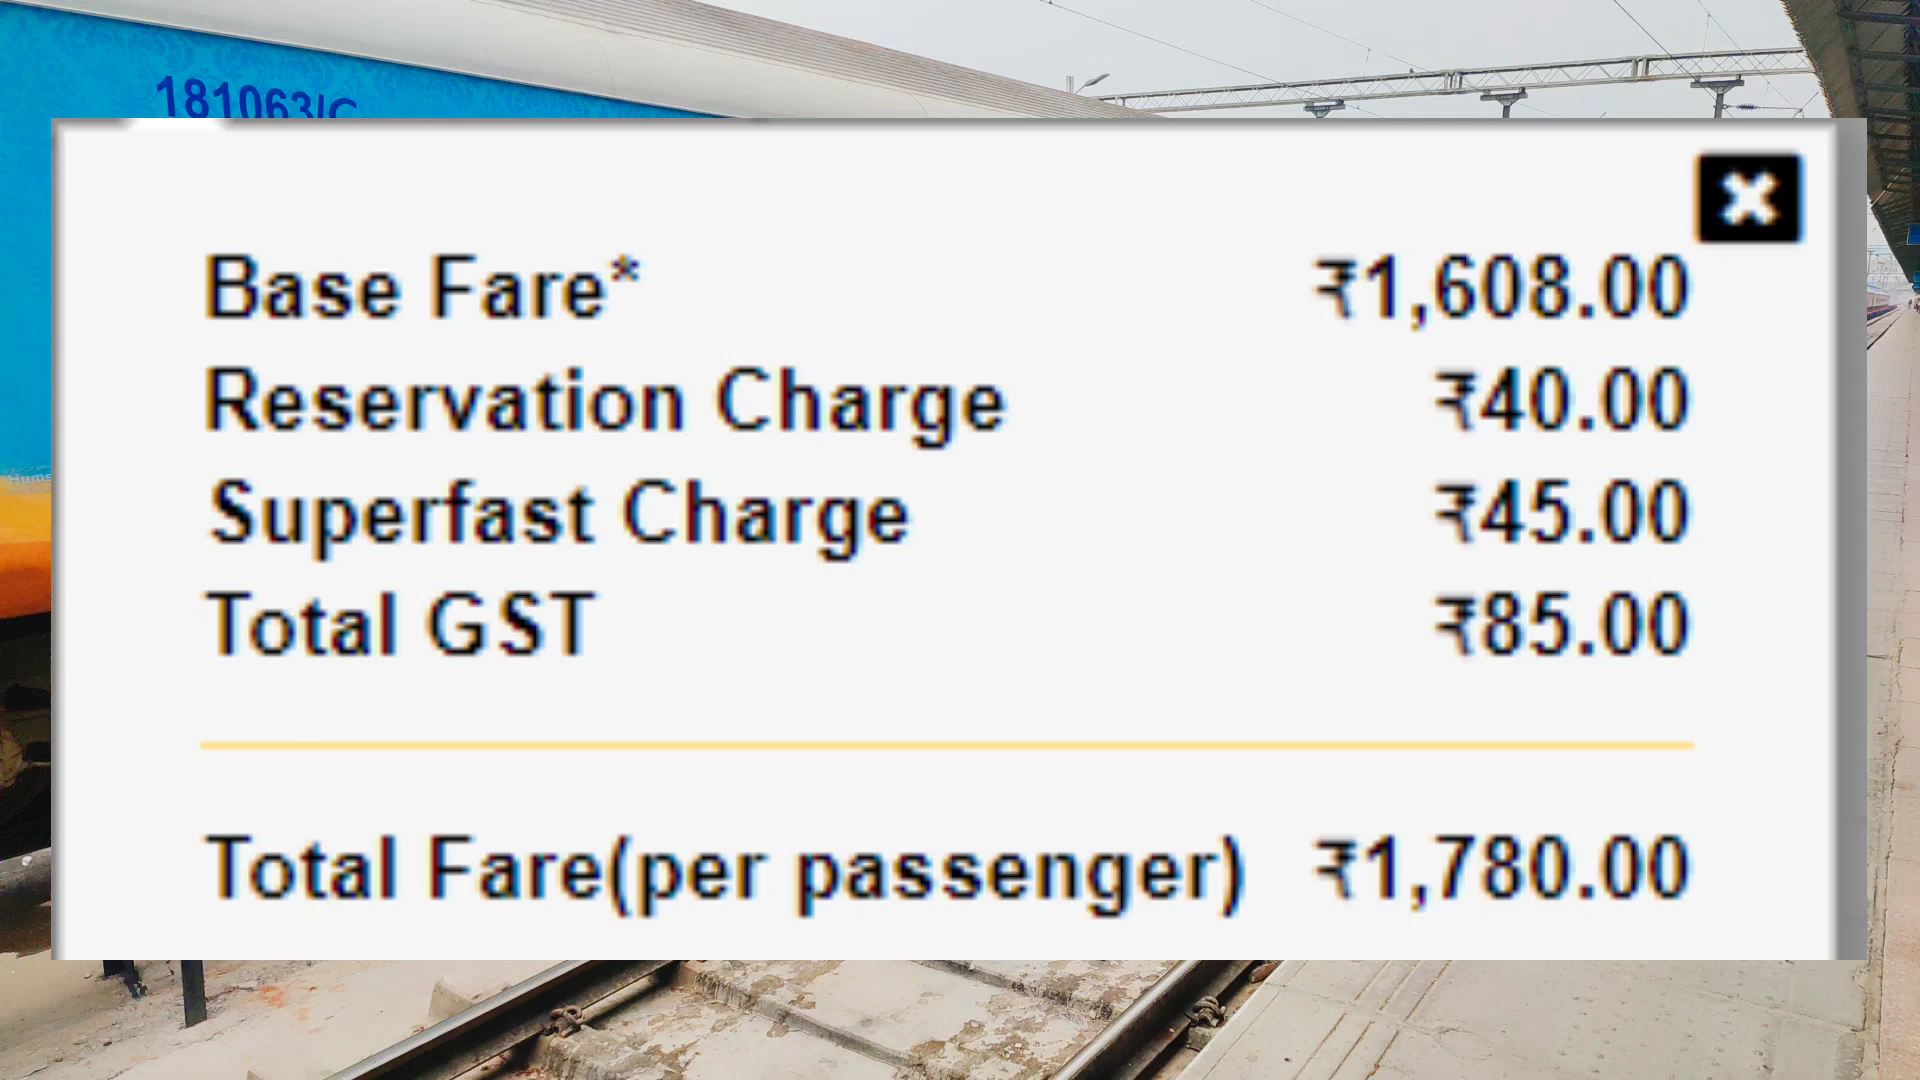 181063/C
Base Fare* ₹1,608.00
Reservation Charge ₹40.00
Superfast Charge ₹45.00
Total GST ₹85.00
Total Fare(per passenger) ₹1,780.00